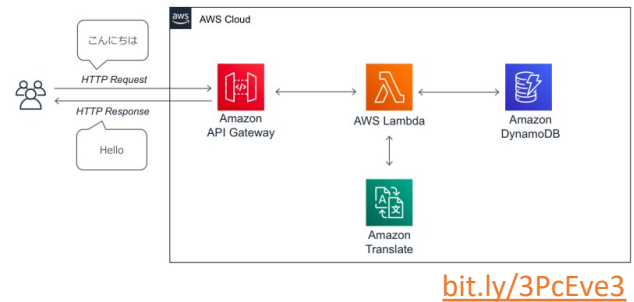 aws
AWS Cloud
こんにちは
HTTP Request
HTTP Response
Hello
Amazon
API Gateway
AWS Lambda
Amazon
DynamoDB
A
文
Amazon
Translate
bit.ly/3PcEve3